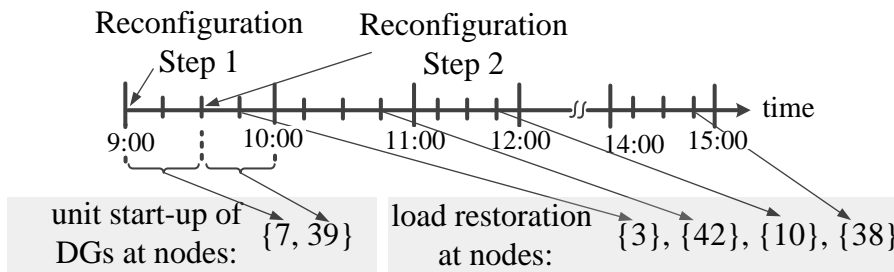 Reconfiguration
Step 1
Reconfiguration
Step 2
time
9:00
10:00
11:00
12:00
14:00
15:00
unit start-up of
DGs at nodes:
{7, 39}
load restoration
at nodes:
{3}, {42}, {10}, {38}